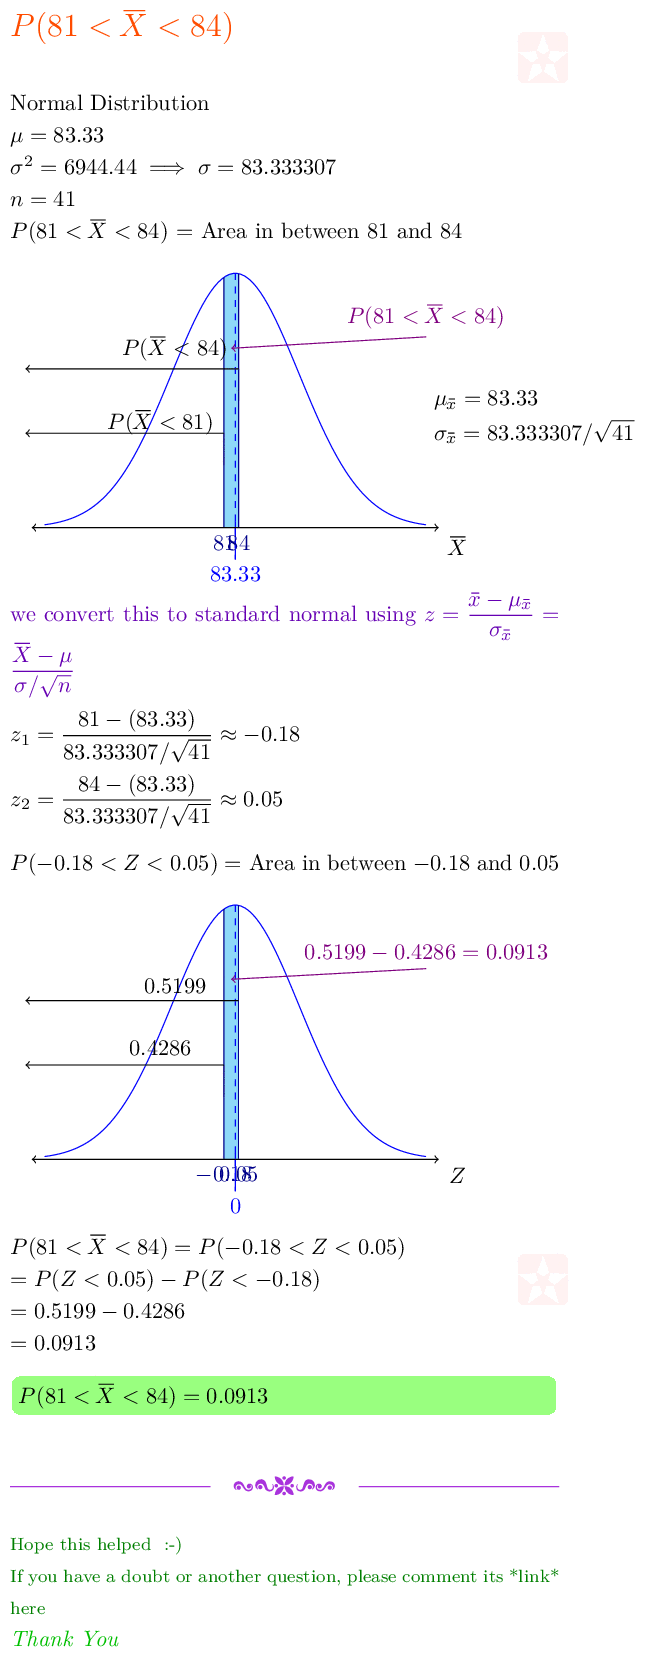 P(81 < X̅ < 84)
Normal Distribution
μ = 83.33
σ² = 6944.44 ⟹ σ = 83.333307
n = 41
P(81 < X̅ < 84) = Area in between 81 and 84
P(81 < X̅ < 84)
P(X̅ < 84)
μ_x̄ = 83.33
P(X̅ < 81)
σ_x̄ = 83.333307/√41
81 84
X̅
83.33
we convert this to standard normal using z = (x̄ − μ_x̄)/σ_x̄ =
(X̅ − μ)/(σ/√n)
z₁ = (81 − (83.33))/(83.333307/√41) ≈ −0.18
z₂ = (84 − (83.33))/(83.333307/√41) ≈ 0.05
P(−0.18 < Z < 0.05) = Area in between −0.18 and 0.05
0.5199 − 0.4286 = 0.0913
0.5199
0.4286
−0.18 0.05
Z
0
P(81 < X̅ < 84) = P(−0.18 < Z < 0.05)
= P(Z < 0.05) − P(Z < −0.18)
= 0.5199 − 0.4286
= 0.0913
P(81 < X̅ < 84) = 0.0913
Hope this helped :-)
If you have a doubt or another question, please comment its *link*
here
Thank You